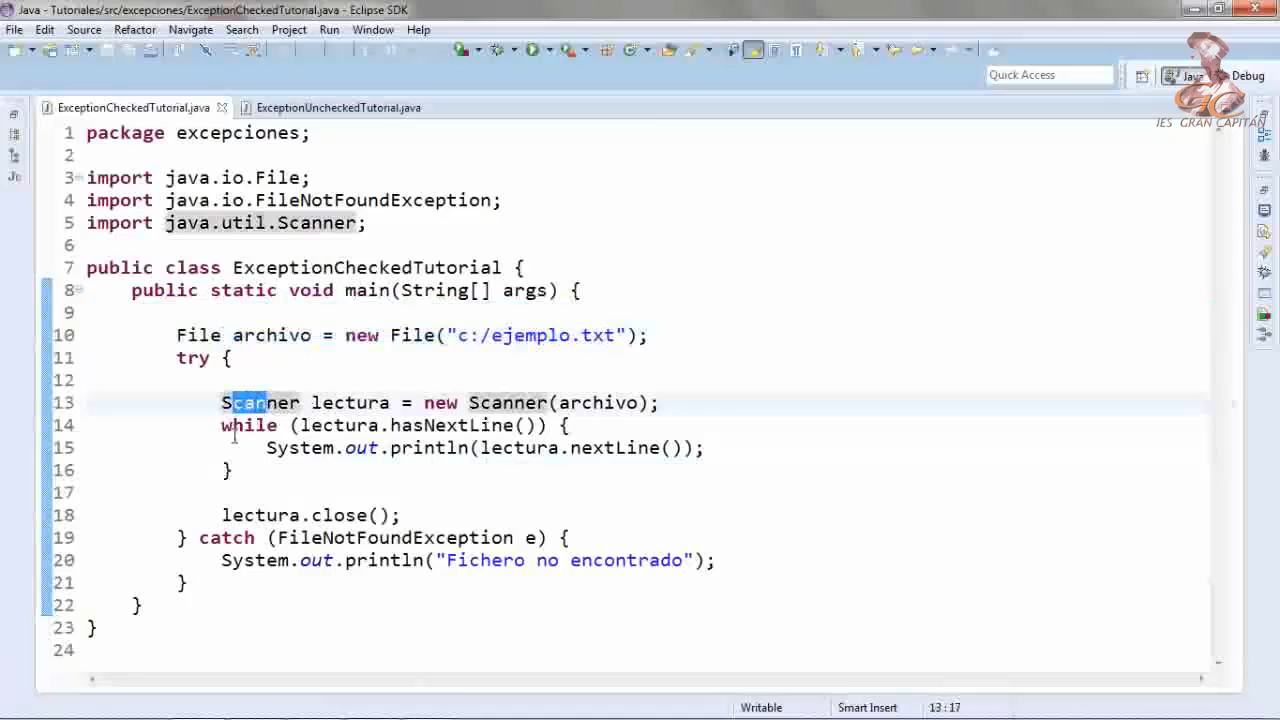 Java - Tutoriales/src/excepciones/ExceptionCheckedTutorial.java - Eclipse SDK
File Edit Source Refactor Navigate Search Project Run Window Help
Quick Access
Java
Debug
IES GRAN CAPITÁN
ExceptionCheckedTutorial.java
ExceptionUncheckedTutorial.java
1 package excepciones;
2
3 import java.io.File;
4 import java.io.FileNotFoundException;
5 import java.util.Scanner;
6
7 public class ExceptionCheckedTutorial {
8 public static void main(String[] args) {
9
10 File archivo = new File("c:/ejemplo.txt");
11 try {
12
13 Scanner lectura = new Scanner(archivo);
14 while (lectura.hasNextLine()) {
15 System.out.println(lectura.nextLine());
16 }
17
18 lectura.close();
19 } catch (FileNotFoundException e) {
20 System.out.println("Fichero no encontrado");
21 }
22 }
23 }
24
Writable Smart Insert 13:17